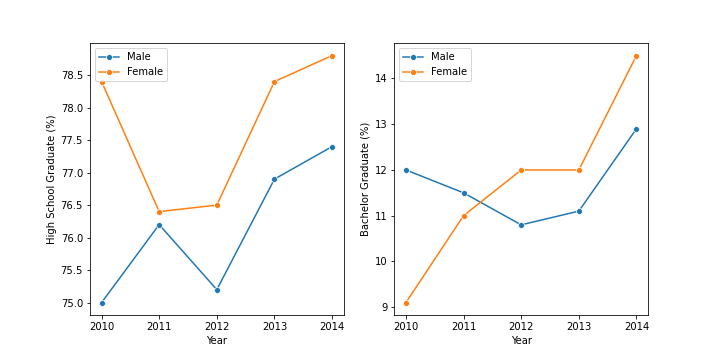 High School Graduate (%)
78.5
78.0
77.5
77.0
76.5
76.0
75.5
75.0
Male
Female
2010 2011 2012 2013 2014
Year
Bachelor Graduate (%)
14
13
12
11
10
9
Male
Female
2010 2011 2012 2013 2014
Year